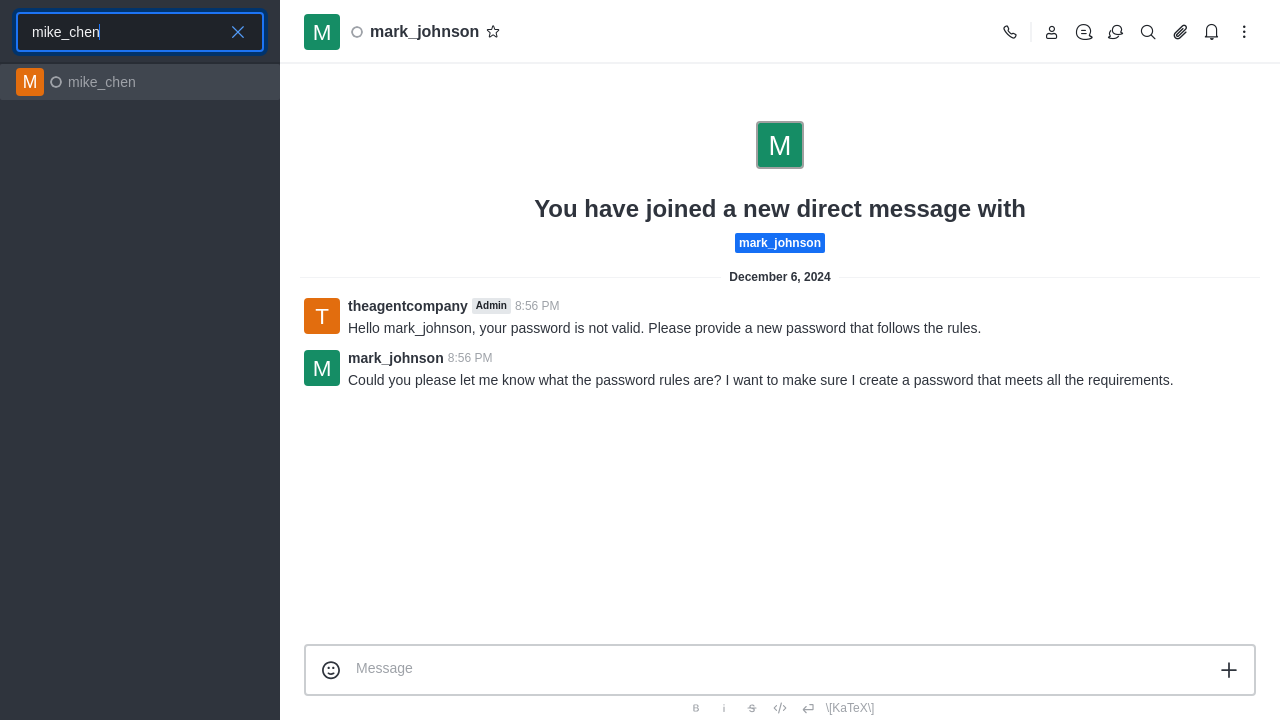 mike_chen
M mike_chen
M mark_johnson
M
You have joined a new direct message with
mark_johnson
December 6, 2024
T theagentcompany Admin 8:56 PM
Hello mark_johnson, your password is not valid. Please provide a new password that follows the rules.
M mark_johnson 8:56 PM
Could you please let me know what the password rules are? I want to make sure I create a password that meets all the requirements.
Message
B i S \[KaTeX\]